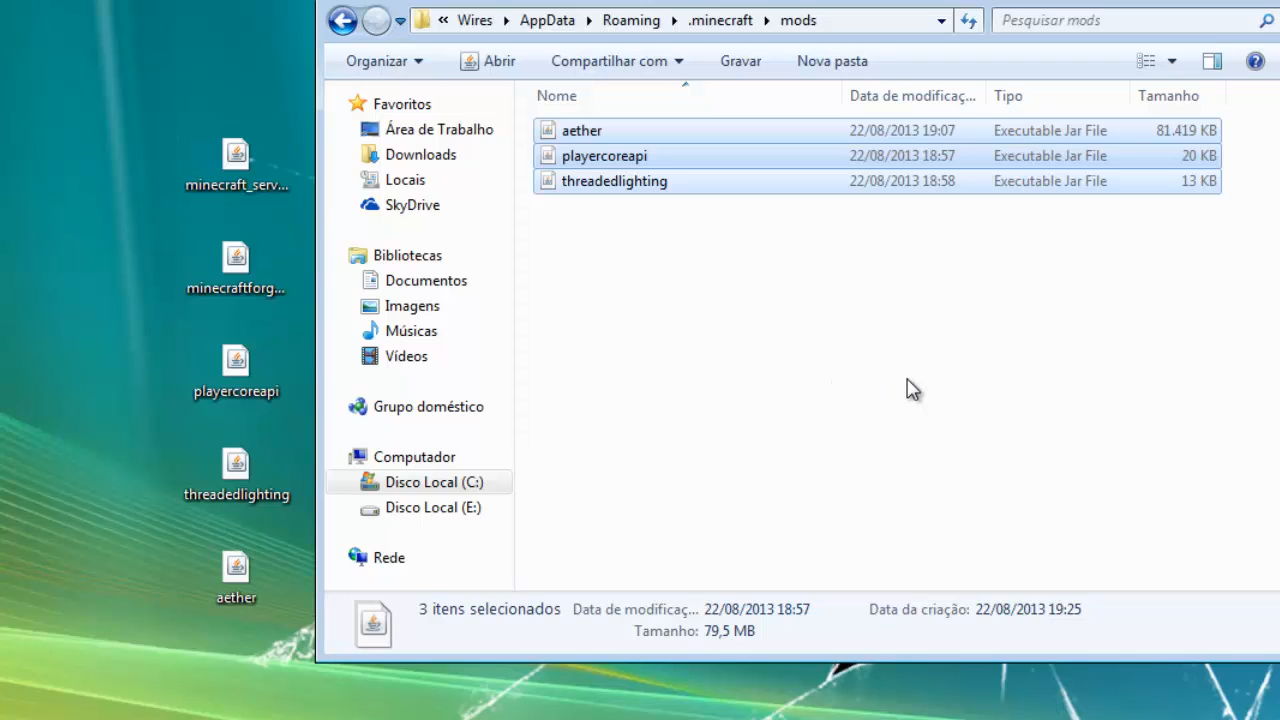 « Wires AppData Roaming .minecraft mods
Pesquisar mods
Organizar Abrir Compartilhar com Gravar Nova pasta
Nome Data de modificaç... Tipo Tamanho
aether 22/08/2013 19:07 Executable Jar File 81.419 KB
playercoreapi 22/08/2013 18:57 Executable Jar File 20 KB
threadedlighting 22/08/2013 18:58 Executable Jar File 13 KB
Favoritos
Área de Trabalho
Downloads
Locais
SkyDrive
Bibliotecas
Documentos
Imagens
Músicas
Vídeos
Grupo doméstico
Computador
Disco Local (C:)
Disco Local (E:)
Rede
3 itens selecionados Data de modificaç... 22/08/2013 18:57 Data da criação: 22/08/2013 19:25
Tamanho: 79,5 MB
minecraft_serv...
minecraftforg...
playercoreapi
threadedlighting
aether